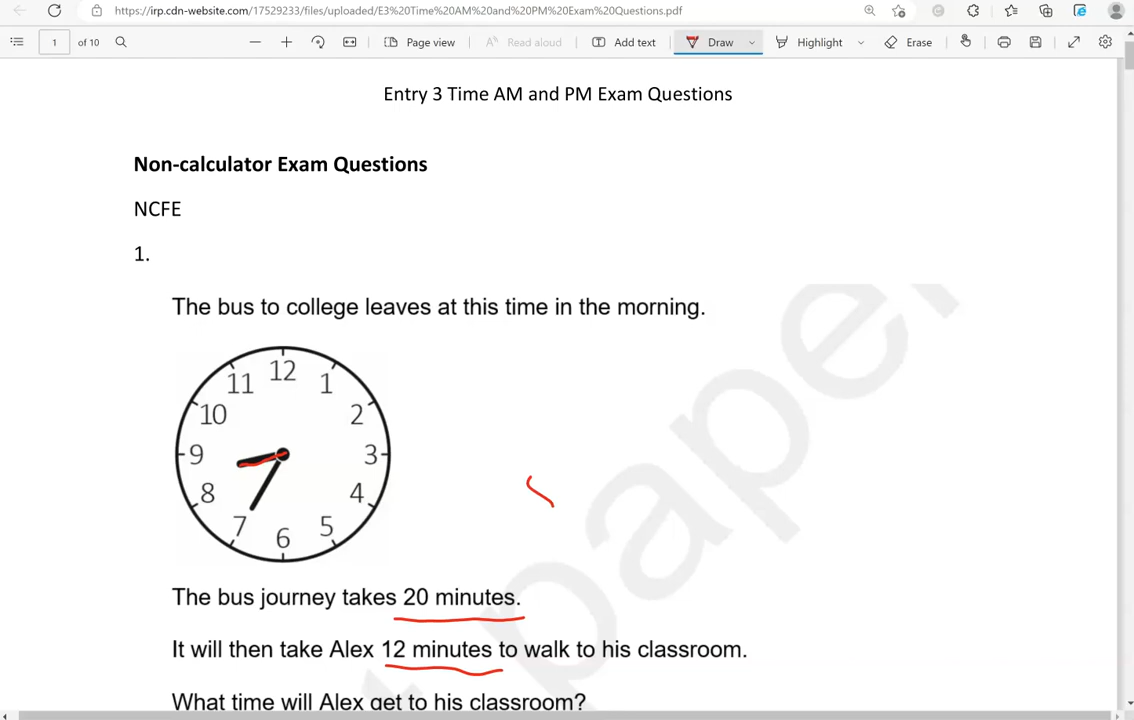 https://irp.cdn-website.com/17529233/files/uploaded/E3%20Time%20AM%20and%20PM%20Exam%20Questions.pdf
1 of 10
Page view
Read aloud
Add text
Draw
Highlight
Erase
Entry 3 Time AM and PM Exam Questions
Non-calculator Exam Questions
NCFE
1.
The bus to college leaves at this time in the morning.
12
11 1
10 2
9 3
8 4
7 5
6
The bus journey takes 20 minutes.
It will then take Alex 12 minutes to walk to his classroom.
What time will Alex get to his classroom?
paper